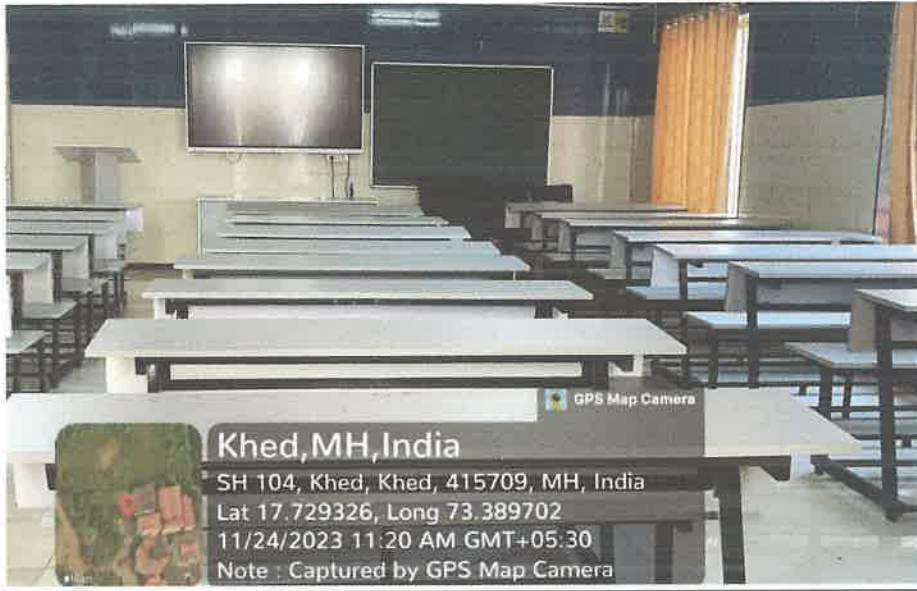 GPS Map Camera
Khed,MH,India
SH 104, Khed, Khed, 415709, MH, India
Lat 17.729326, Long 73.389702
11/24/2023 11:20 AM GMT+05:30
Note : Captured by GPS Map Camera